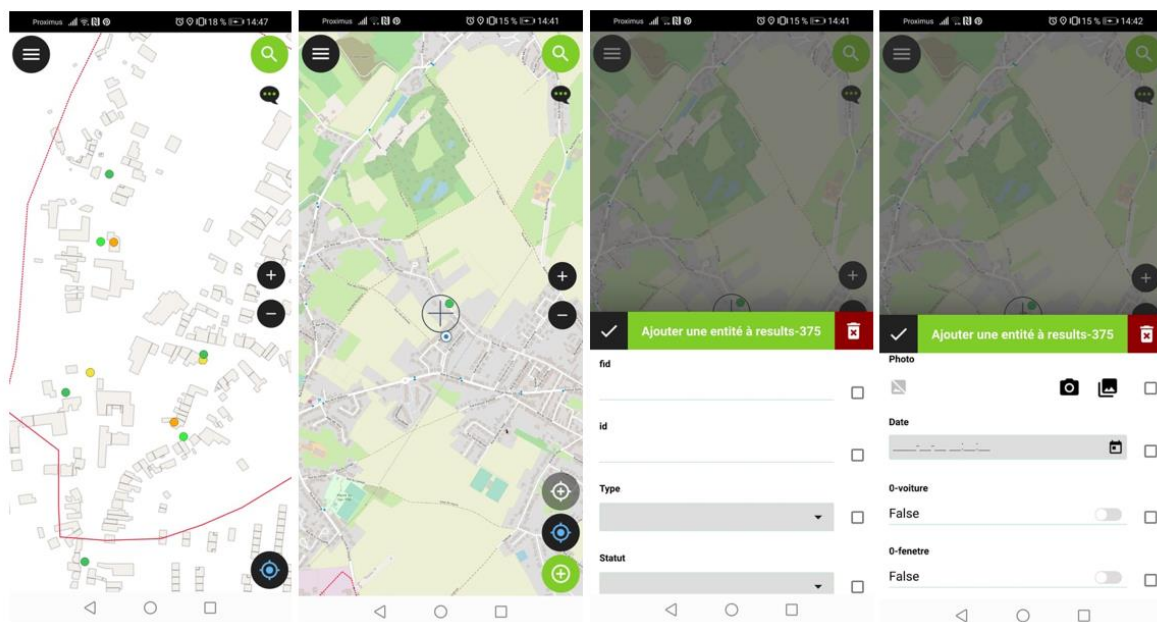 Proximus 18 % 14:47
Proximus 15 % 14:41
Proximus 15 % 14:41
Ajouter une entité à results-375
fid
id
Type
Statut
Proximus 15 % 14:42
Ajouter une entité à results-375
Photo
Date
0-voiture
False
0-fenetre
False